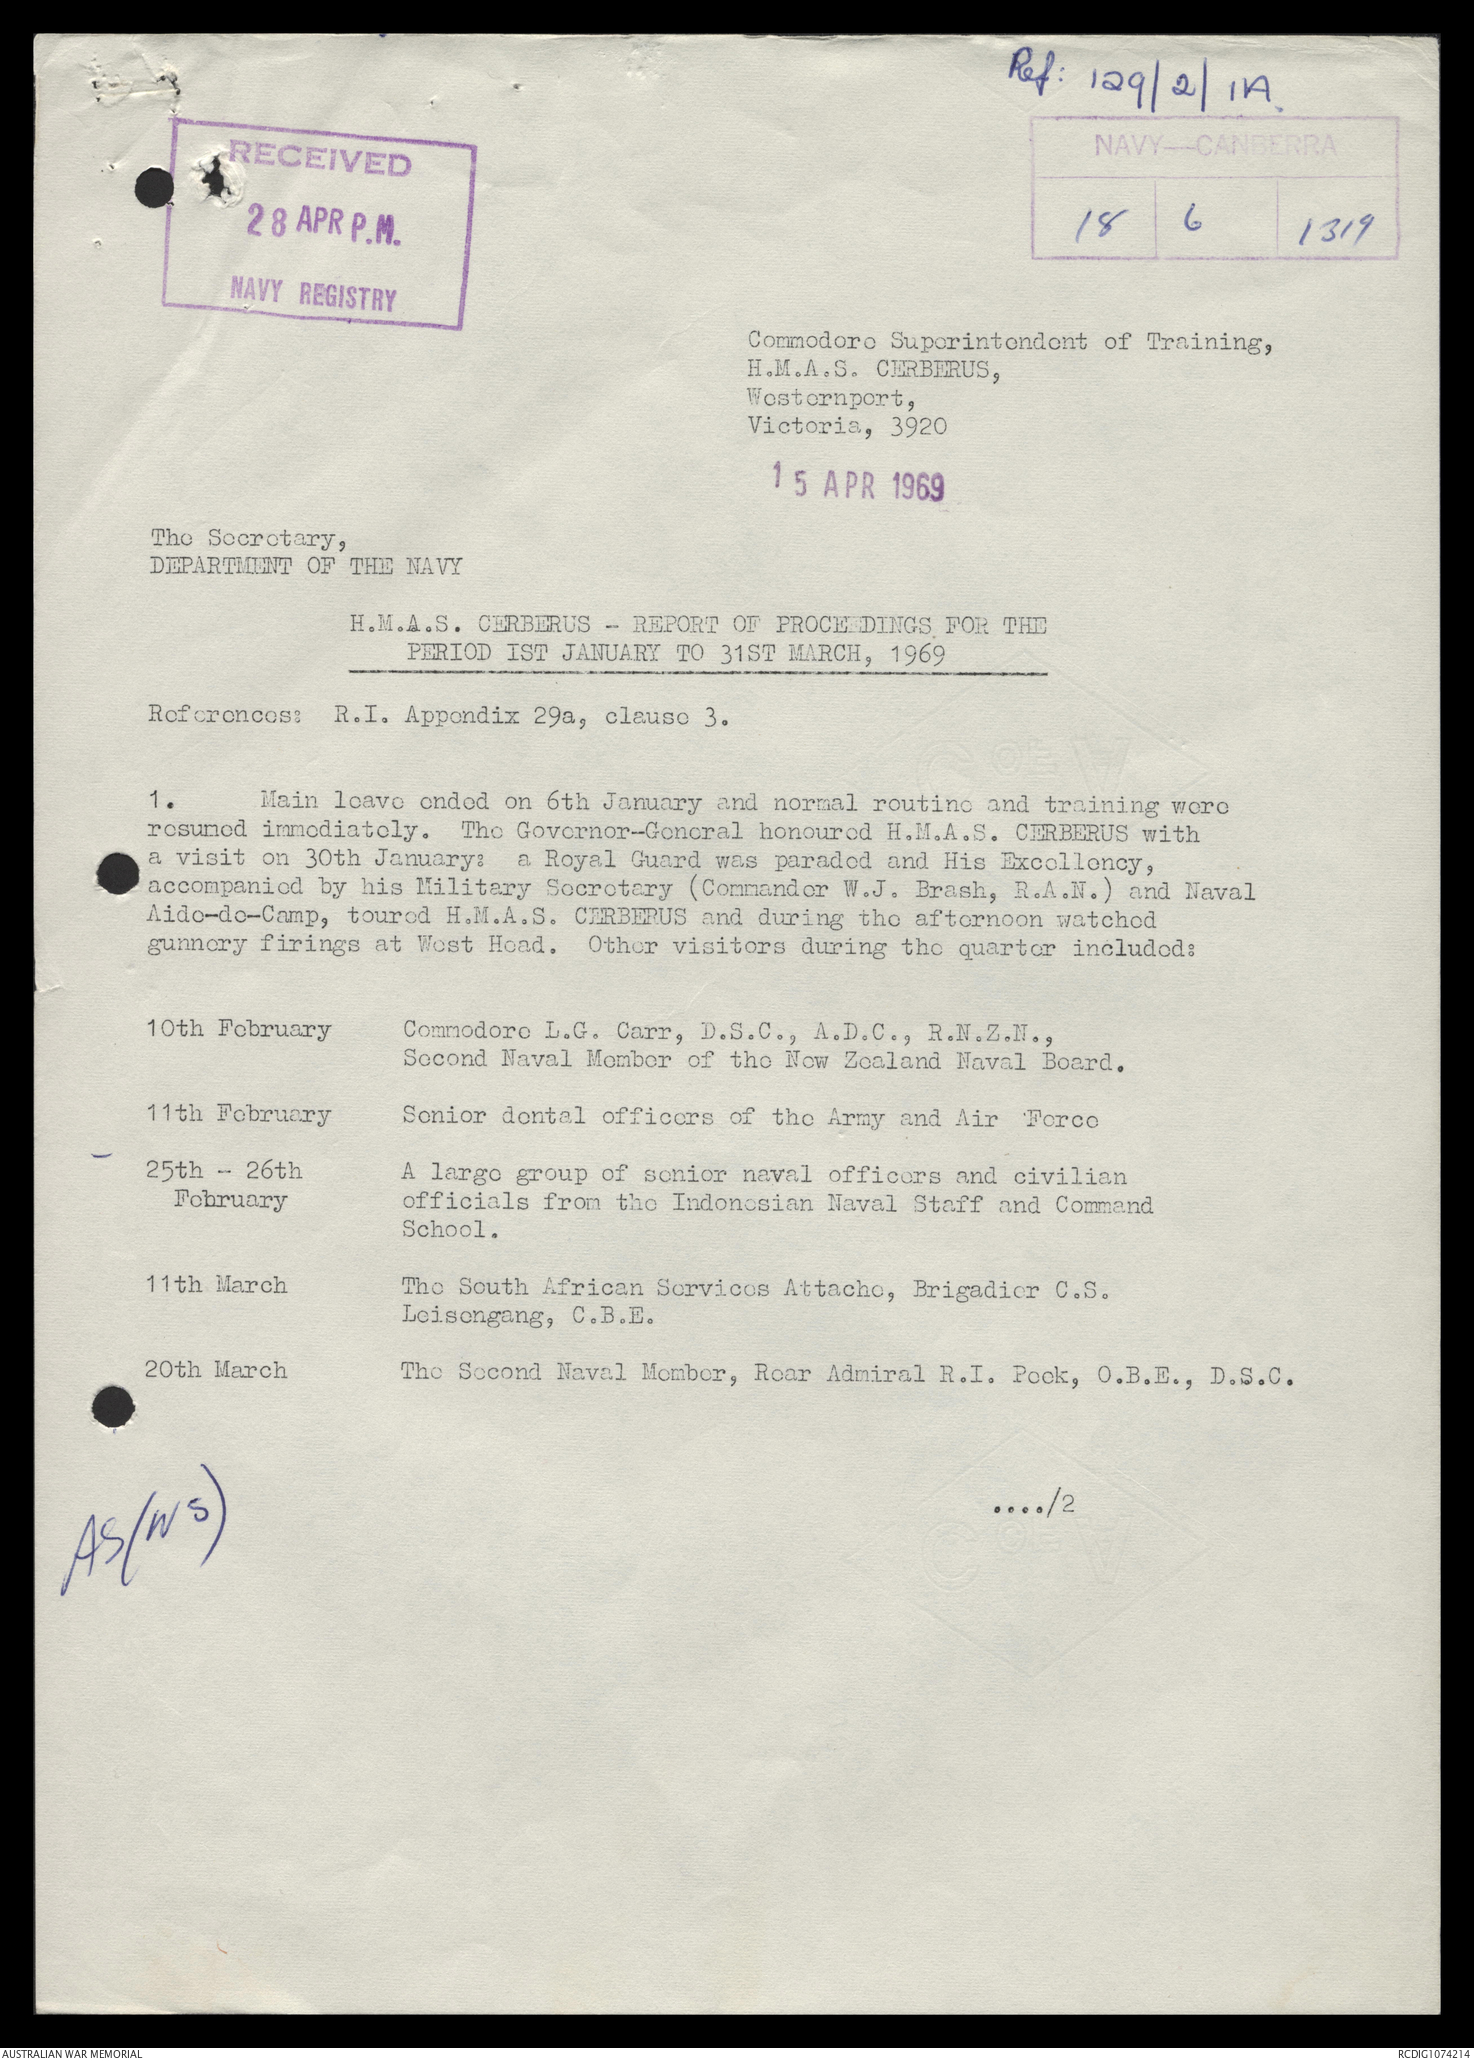 Ref: 129/2/1A.
RECEIVED
28 APR P.M.
NAVY REGISTRY
NAVY—CANBERRA
18 6 1319
Commodore Superintendent of Training,
H.M.A.S. CERBERUS,
Westernport,
Victoria, 3920
15 APR 1969
The Secretary,
DEPARTMENT OF THE NAVY
H.M.A.S. CERBERUS - REPORT OF PROCEEDINGS FOR THE
PERIOD IST JANUARY TO 31ST MARCH, 1969
References: R.I. Appendix 29a, clause 3.
1. Main leave ended on 6th January and normal routine and training were
resumed immediately. The Governor-General honoured H.M.A.S. CERBERUS with
a visit on 30th January: a Royal Guard was paraded and His Excellency,
accompanied by his Military Secretary (Commander W.J. Brash, R.A.N.) and Naval
Aide-de-Camp, toured H.M.A.S. CERBERUS and during the afternoon watched
gunnery firings at West Head. Other visitors during the quarter included:
10th February Commodore L.G. Carr, D.S.C., A.D.C., R.N.Z.N.,
Second Naval Member of the New Zealand Naval Board.
11th February Senior dental officers of the Army and Air Force
25th - 26th A large group of senior naval officers and civilian
February officials from the Indonesian Naval Staff and Command
School.
11th March The South African Services Attache, Brigadier C.S.
Leisengang, C.B.E.
20th March The Second Naval Member, Rear Admiral R.I. Peek, O.B.E., D.S.C.
..../2
AS(NS)
C of A
C of A
AUSTRALIAN WAR MEMORIAL
RCDIG1074214